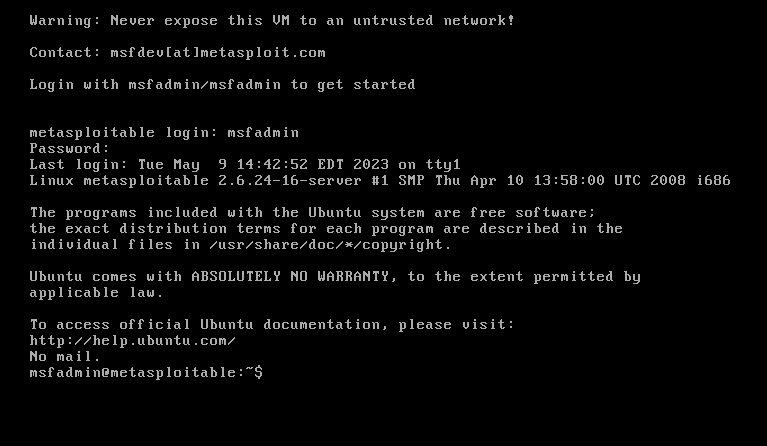 Warning: Never expose this VM to an untrusted network!
Contact: msfdev[at]metasploit.com
Login with msfadmin/msfadmin to get started
metasploitable login: msfadmin
Password:
Last login: Tue May  9 14:42:52 EDT 2023 on tty1
Linux metasploitable 2.6.24-16-server #1 SMP Thu Apr 10 13:58:00 UTC 2008 i686
The programs included with the Ubuntu system are free software;
the exact distribution terms for each program are described in the
individual files in /usr/share/doc/*/copyright.
Ubuntu comes with ABSOLUTELY NO WARRANTY, to the extent permitted by
applicable law.
To access official Ubuntu documentation, please visit:
http://help.ubuntu.com/
No mail.
msfadmin@metasploitable:~$